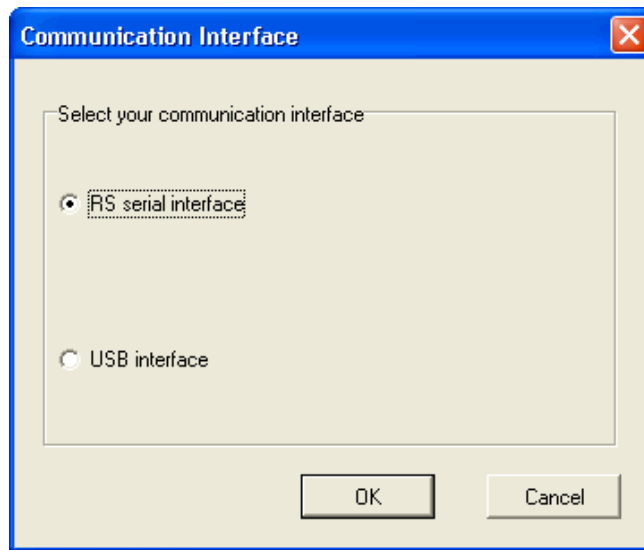 Communication Interface
Select your communication interface
RS serial interface
USB interface
OK
Cancel